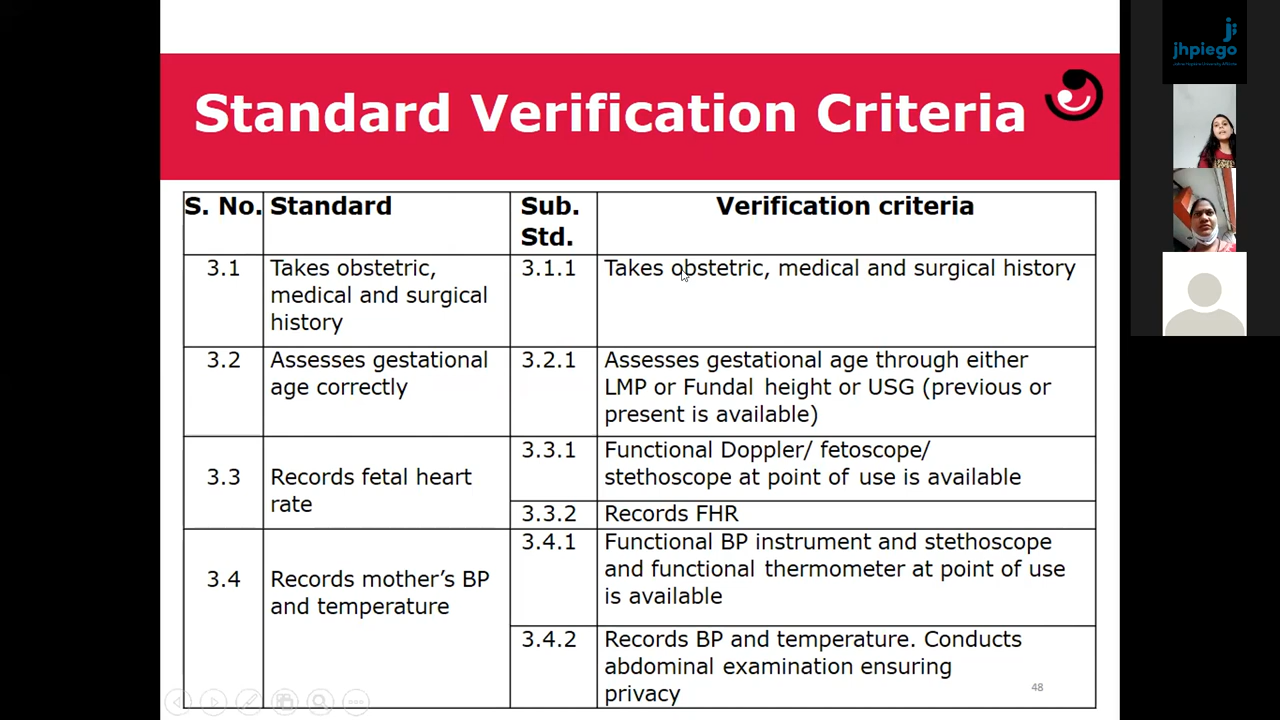 Standard Verification Criteria
S. No.
Standard
Sub.
Std.
Verification criteria
3.1
Takes obstetric,
medical and surgical
history
3.1.1
Takes obstetric, medical and surgical history
3.2
Assesses gestational
age correctly
3.2.1
Assesses gestational age through either
LMP or Fundal height or USG (previous or
present is available)
3.3
Records fetal heart
rate
3.3.1
Functional Doppler/ fetoscope/
stethoscope at point of use is available
3.3.2
Records FHR
3.4
Records mother’s BP
and temperature
3.4.1
Functional BP instrument and stethoscope
and functional thermometer at point of use
is available
3.4.2
Records BP and temperature. Conducts
abdominal examination ensuring
privacy
48
jhpiego